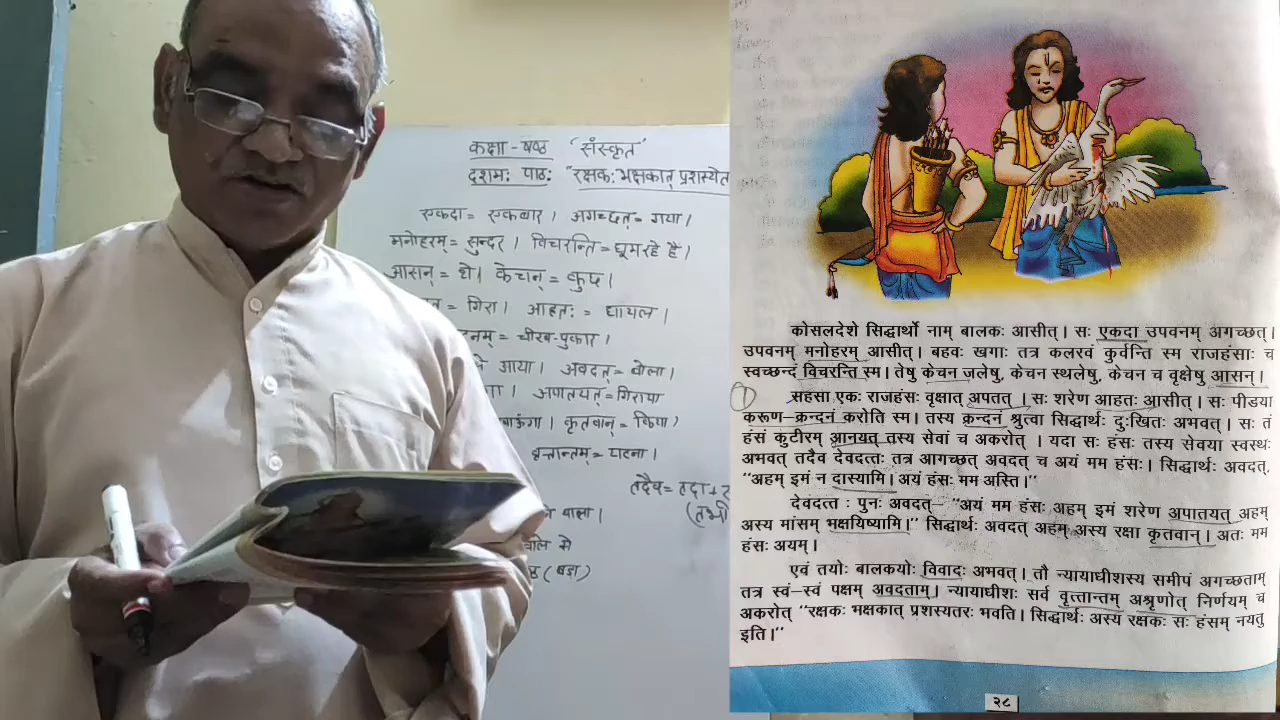 कक्षा - षष्ठ 'संस्कृत'
दशमः पाठः "रक्षकः भक्षकात् प्रशस्येत
एकदा = एकबार । अगच्छत् = गया ।
मनोहरम् = सुन्दर । विचरन्ति = घूम रहे हैं ।
आसन् = थे । केचन् = कुछ ।
= गिरा । आहतः = घायल ।
= चीख-पुकार ।
आया । अवदत् = बोला ।
अपातयत् = गिराया
कृतवान् = किया)
वृत्तान्तम् = घटना ।
तदैव = तदा +
वाला ।
से
कोसलदेशे सिद्धार्थो नाम बालकः आसीत् । सः एकदा उपवनम् अगच्छत् ।
उपवनम् मनोहरम् आसीत् । बहवः खगाः तत्र कलरवं कुर्वन्ति स्म राजहंसाः च
स्वच्छन्दं विचरन्ति स्म। तेषु केचन जलेषु, केचन स्थलेषु, केचन च वृक्षेषु आसन् ।
सहसा एकः राजहंसः वृक्षात् अपतत् । सः शरेण आहतः आसीत् । सः पीडया
करूण-क्रन्दनं करोति स्म। तस्य क्रन्दनं श्रुत्वा सिद्धार्थः दुःखितः अभवत् । सः तं
हंसं कुटीरम् आनयत् तस्य सेवां च अकरोत् । यदा सः हंसः तस्य सेवया स्वस्थः
अभवत् तदैव देवदत्तः तत्र आगच्छत् अवदत् च अयं मम हंसः। सिद्धार्थः अवदत्,
"अहम् इमं न दास्यामि। अयं हंसः मम अस्ति।"
देवदत्त : पुनः अवदत् "अयं मम हंसः अहम् इमं शरेण अपातयत् अहम्
अस्य मांसम् भक्षयिष्यामि।" सिद्धार्थः अवदत् अहम् अस्य रक्षा कृतवान् । अतः मम
हंसः अयम् ।
एवं तयोः बालकयोः विवादः अभवत् । तौ न्यायाधीशस्य समीपं अगच्छताम्
तत्र स्वं-स्वं पक्षम् अवदताम् । न्यायाधीशः सर्व वृत्तान्तम् अश्रृणोत् निर्णयम् च
अकरोत् "रक्षकः भक्षकात् प्रशस्यतरः भवति। सिद्धार्थः अस्य रक्षकः सः हंसम् नयतु
इति।"
२८